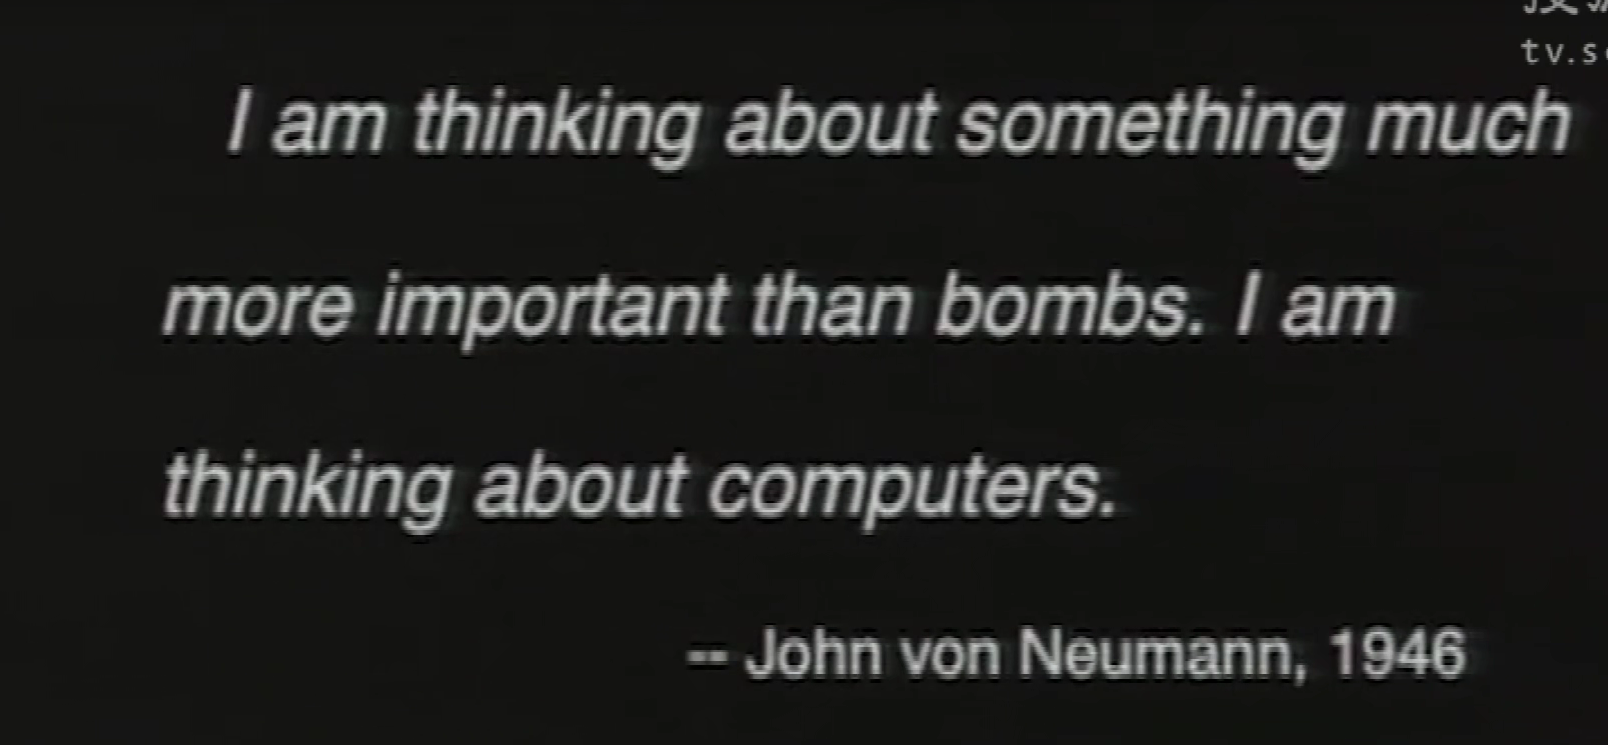 tv.s
I am thinking about something much
more important than bombs. I am
thinking about computers.
-- John von Neumann, 1946